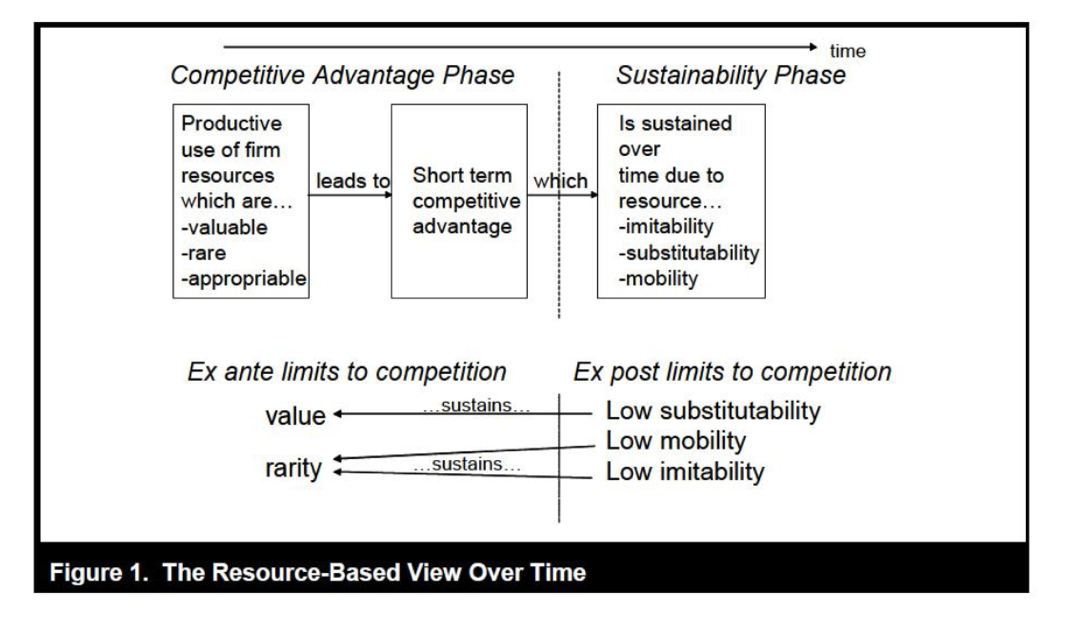 time
Competitive Advantage Phase
Sustainability Phase
Productive
use of firm
resources
which are...
-valuable
-rare
-appropriable
leads to
Short term
competitive
advantage
which
Is sustained
over
time due to
resource...
-imitability
-substitutability
-mobility
Ex ante limits to competition
Ex post limits to competition
value
...sustains...
Low substitutability
Low mobility
rarity
...sustains...
Low imitability
Figure 1. The Resource-Based View Over Time